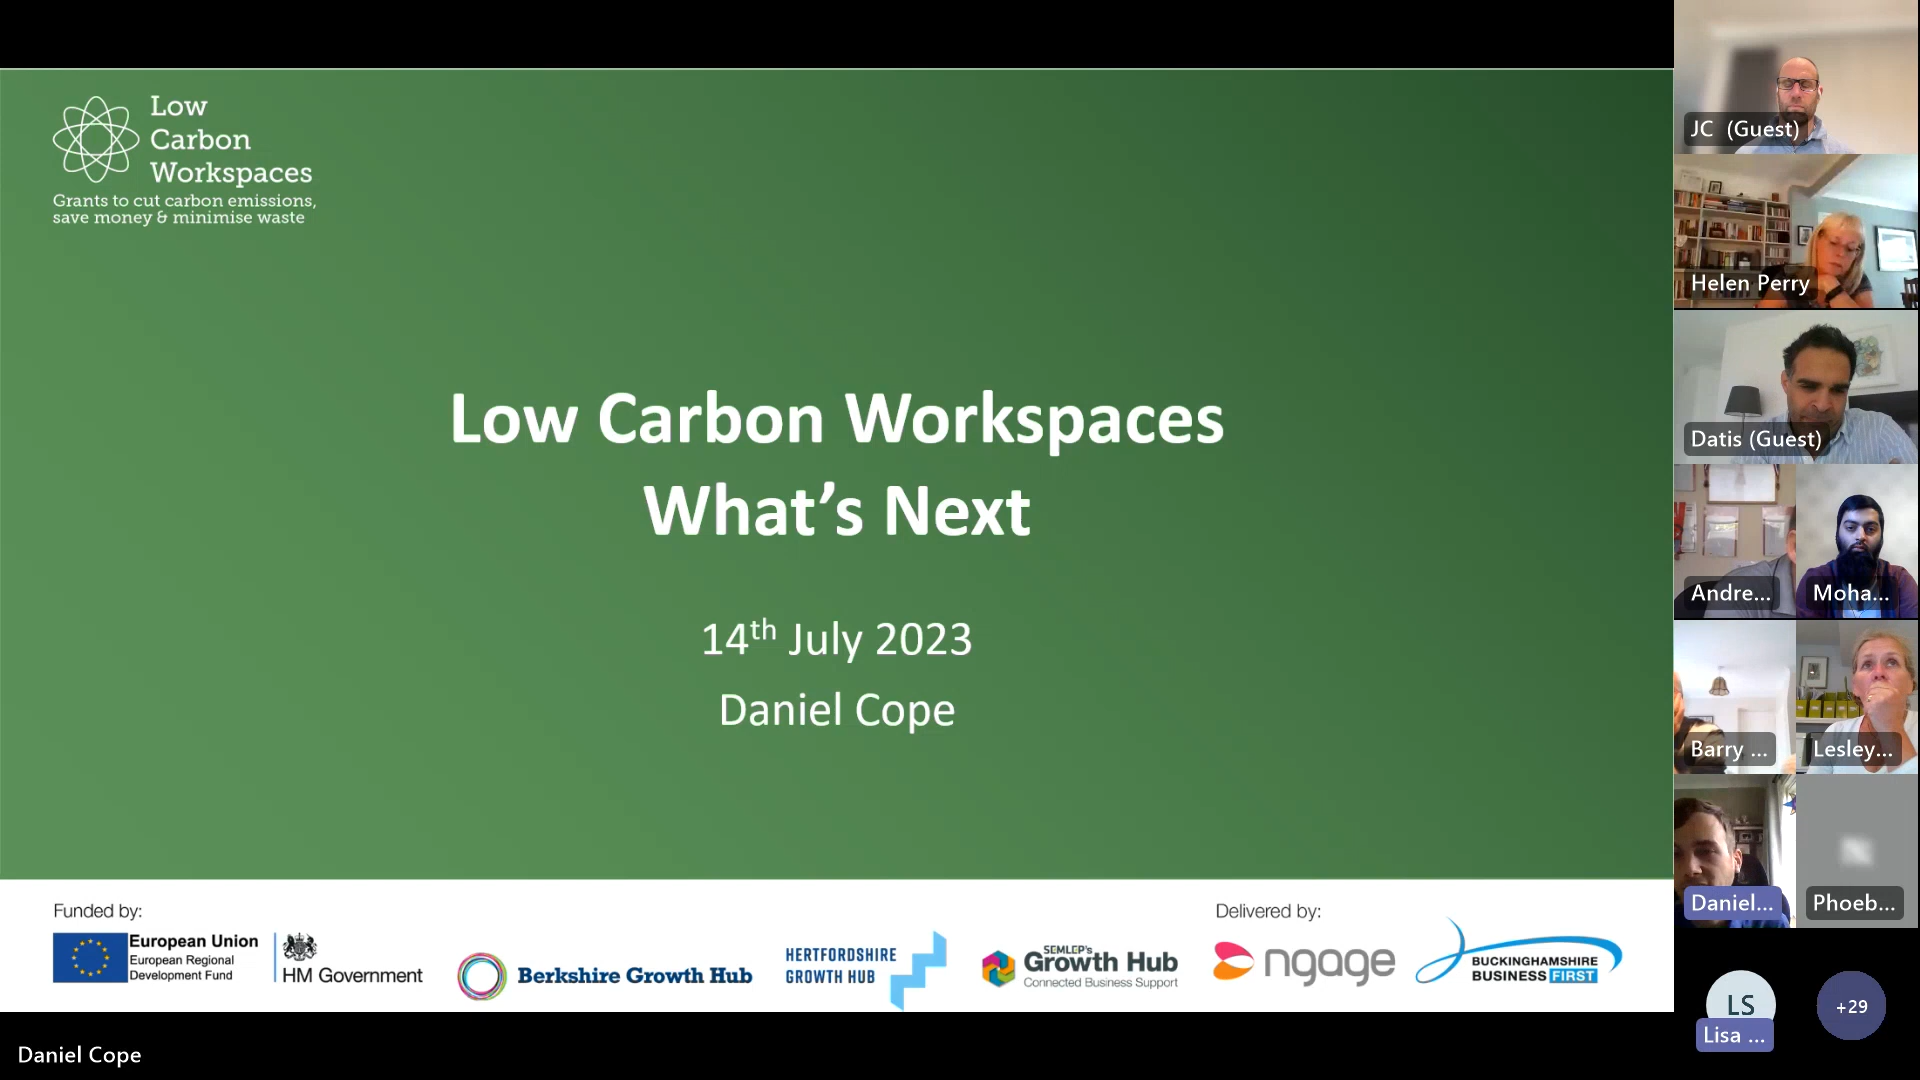 Low
Carbon
Workspaces
Grants to cut carbon emissions,
save money & minimise waste
Low Carbon Workspaces
What's Next
14th July 2023
Daniel Cope
Funded by:
European Union
European Regional
Development Fund
HM Government
Berkshire Growth Hub
HERTFORDSHIRE
GROWTH HUB
SEMLEP's
Growth Hub
Connected Business Support
Delivered by:
ngage
BUCKINGHAMSHIRE
BUSINESS FIRST
Daniel Cope
JC (Guest)
Helen Perry
Datis (Guest)
Andre...
Moha...
Barry ...
Lesley...
Daniel...
Phoeb...
LS
Lisa ...
+29